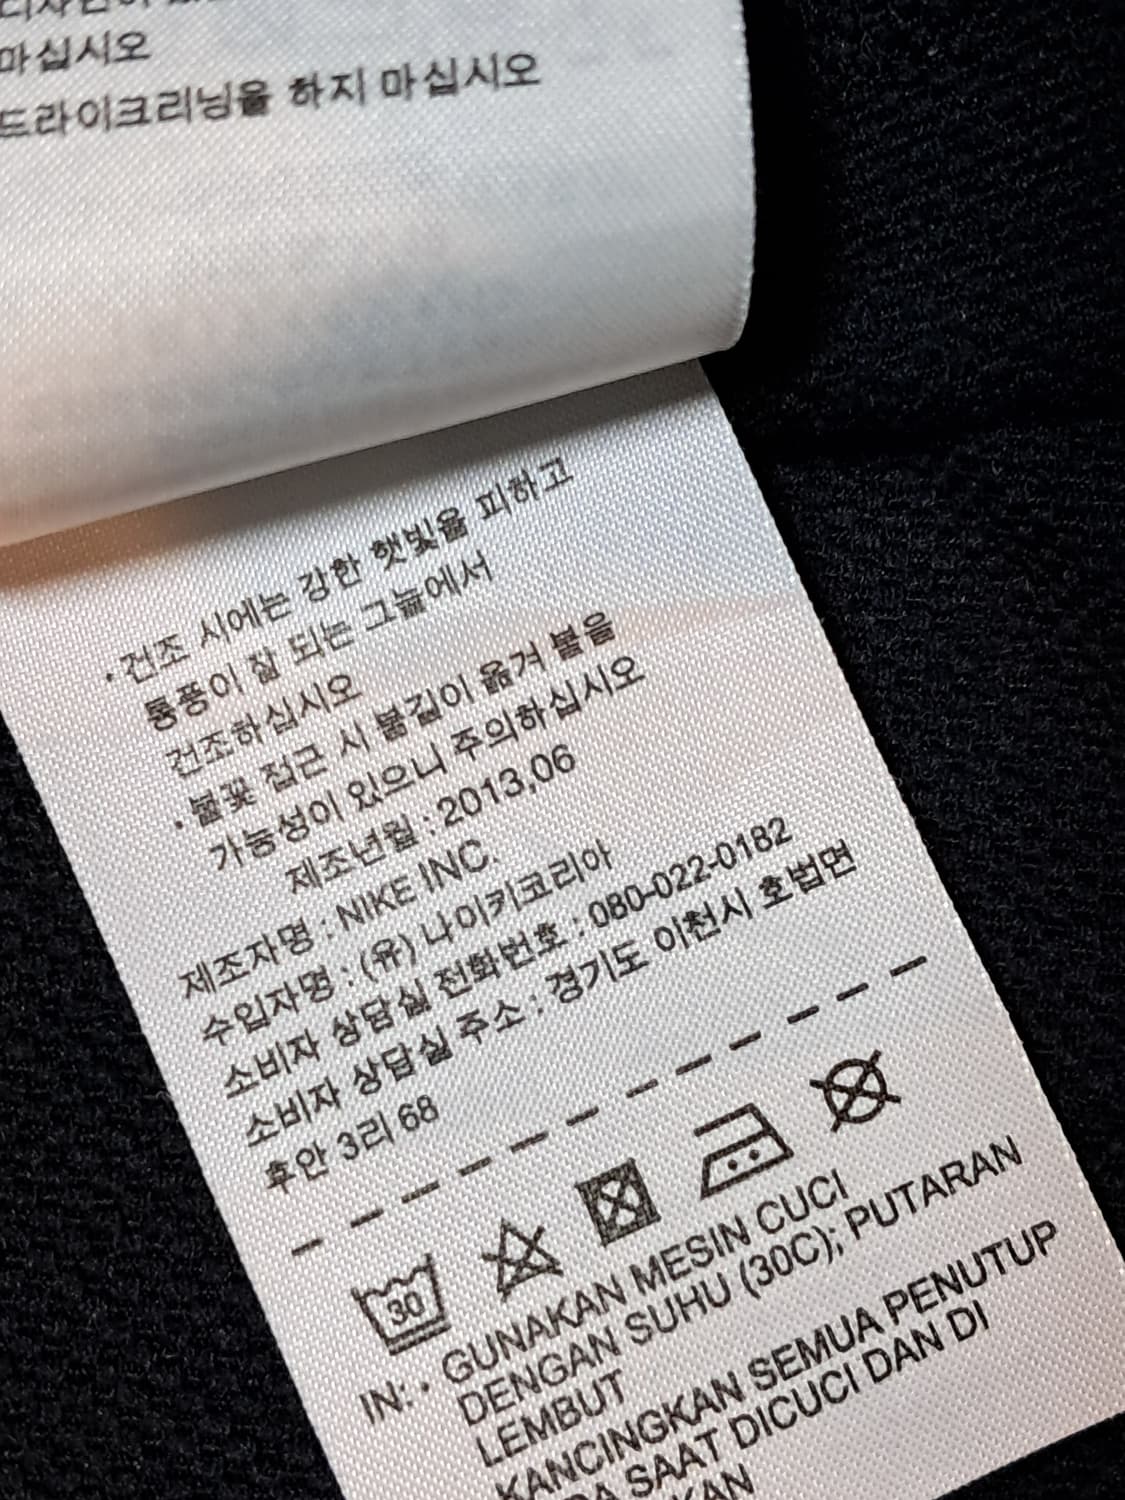 마십시오
드라이크리닝을 하지 마십시오
· 건조 시에는 강한 햇빛을 피하고
통풍이 잘 되는 그늘에서
건조하십시오
· 불꽃 접근 시 불길이 옮겨 붙을
가능성이 있으니 주의하십시오
제조년월 : 2013,06
제조자명 : NIKE INC.
수입자명 : (유) 나이키코리아
소비자 상담실 전화번호 : 080-022-0182
소비자 상담실 주소 : 경기도 이천시 호법면
후안 3리 68
30
IN: · GUNAKAN MESIN CUCI
DENGAN SUHU (30C); PUTARAN
LEMBUT
KANCINGKAN SEMUA PENUTUP
SAAT DICUCI DAN DI